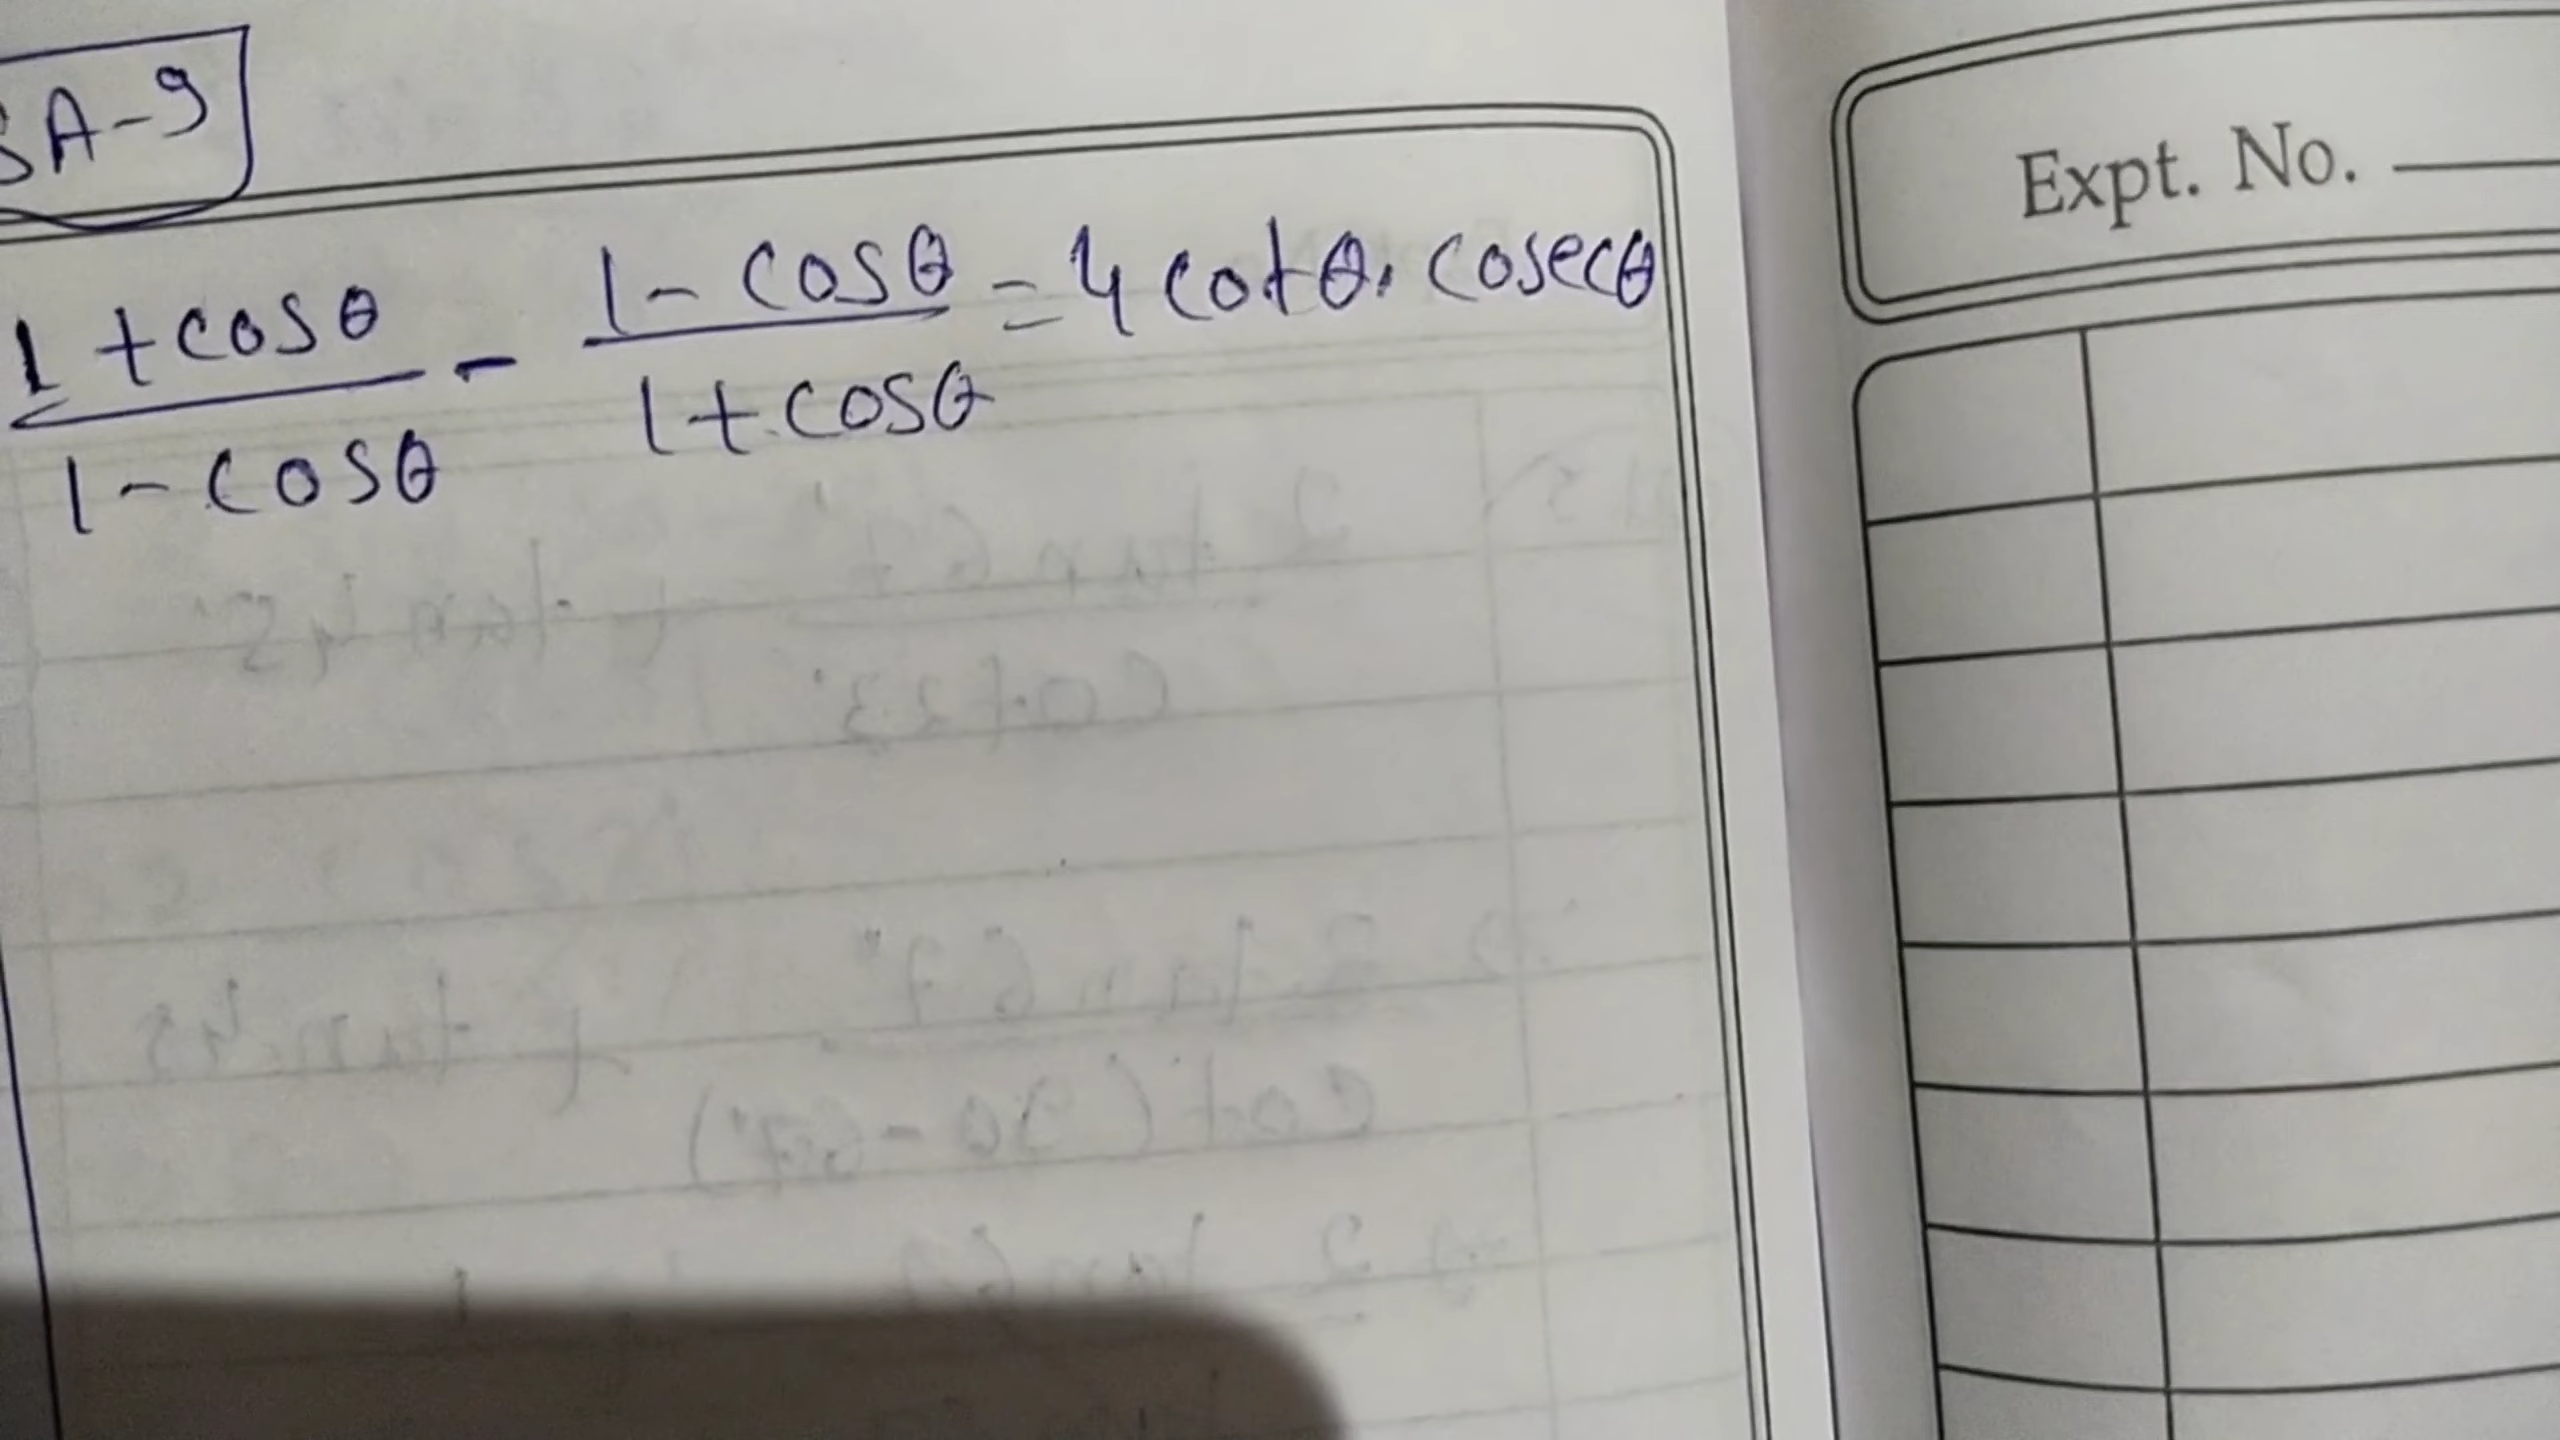 SA-9
Expt. No.
1 + cosθ / 1 - cosθ - 1 - cosθ / 1 + cosθ = 4 cotθ. cosecθ